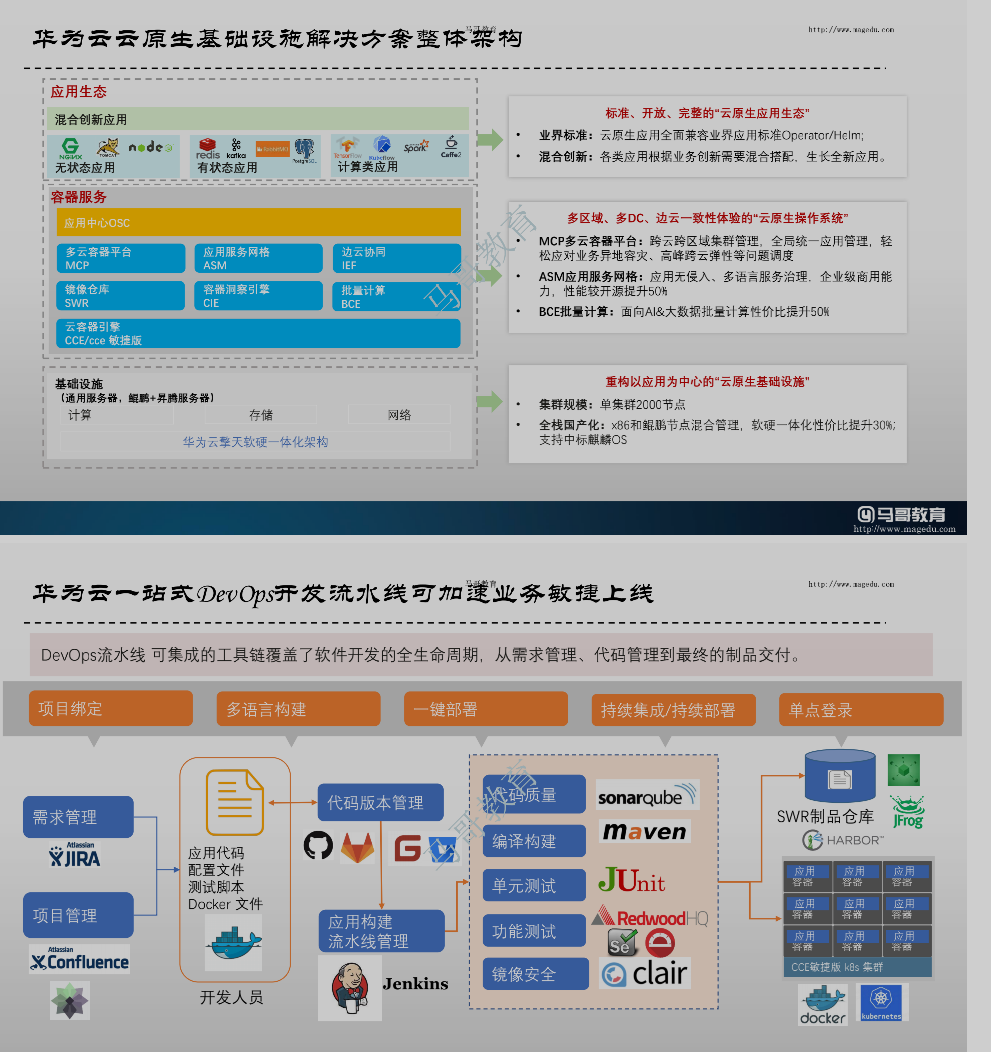 华为云云原生基础设施解决方案整体架构
马哥教育
http://www.magedu.com
应用生态
混合创新应用
NGINX
TOMCAT
node
redis
kafka
PostgreSQL
TensorFlow
Kubeflow
Spark
Caffe2
无状态应用
有状态应用
计算类应用
标准、开放、完整的“云原生应用生态”
• 业界标准：云原生应用全面兼容业界应用标准Operator/Helm;
• 混合创新：各类应用根据业务创新需要混合搭配，生长全新应用。
容器服务
应用中心OSC
多云容器平台
MCP
应用服务网格
ASM
边云协同
IEF
镜像仓库
SWR
容器洞察引擎
CIE
批量计算
BCE
云容器引擎
CCE/cce 敏捷版
多区域、多DC、边云一致性体验的“云原生操作系统”
• MCP多云容器平台：跨云跨区域集群管理，全局统一应用管理，轻
松应对业务异地容灾、高峰跨云弹性等问题调度
• ASM应用服务网格：应用无侵入、多语言服务治理，企业级商用能
力，性能较开源提升50%
• BCE批量计算：面向AI&大数据批量计算性价比提升50%
马哥教育
基础设施
（通用服务器，鲲鹏+昇腾服务器）
计算
存储
网络
华为云擎天软硬一体化架构
重构以应用为中心的“云原生基础设施”
• 集群规模：单集群2000节点
• 全栈国产化：x86和鲲鹏节点混合管理，软硬一体化性价比提升30%;
支持中标麒麟OS
马哥教育
http://www.magedu.com
华为云一站式DevOps开发流水线可加速业务敏捷上线
马哥教育
http://www.magedu.com
DevOps流水线 可集成的工具链覆盖了软件开发的全生命周期，从需求管理、代码管理到最终的制品交付。
项目绑定
多语言构建
一键部署
持续集成/持续部署
单点登录
需求管理
Atlassian
JIRA
项目管理
Atlassian
Confluence
应用代码
配置文件
测试脚本
Docker 文件
开发人员
代码版本管理
应用构建
流水线管理
Jenkins
马哥教育
代码质量
sonarqube
编译构建
maven
单元测试
JUnit
功能测试
RedwoodHQ
Se
镜像安全
clair
SWR制品仓库
JFrog
HARBOR™
应用
容器
应用
容器
应用
容器
应用
容器
应用
容器
应用
容器
应用
容器
应用
容器
应用
容器
CCE敏捷版 k8s 集群
docker
kubernetes